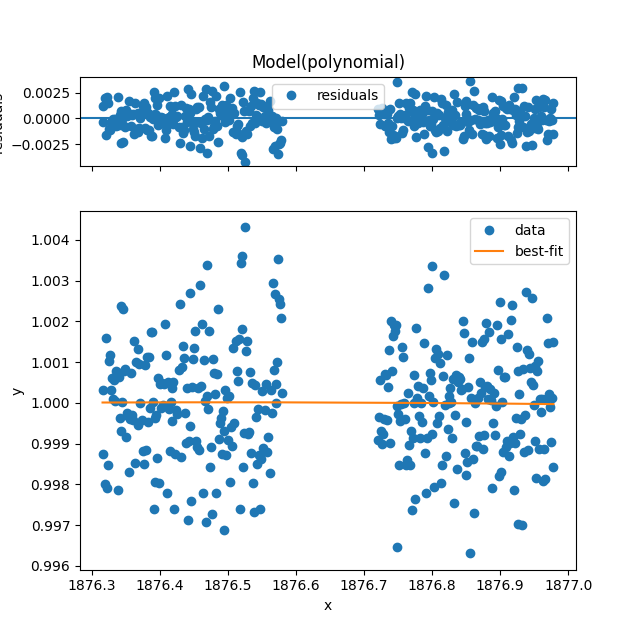 Model(polynomial)
0.0025
0.0000
−0.0025
residuals
residuals
1.004
1.003
1.002
1.001
1.000
0.999
0.998
0.997
0.996
y
data
best-fit
1876.3 1876.4 1876.5 1876.6 1876.7 1876.8 1876.9 1877.0
x